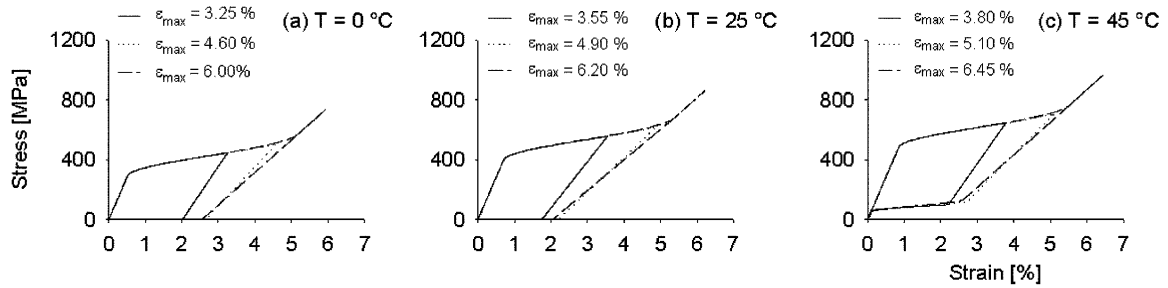 (a) T = 0 °C
εmax = 3.25 %
εmax = 4.60 %
εmax = 6.00%
1200
800
400
0
0 1 2 3 4 5 6 7
Stress [MPa]
(b) T = 25 °C
εmax = 3.55 %
εmax = 4.90 %
εmax = 6.20 %
1200
800
400
0
0 1 2 3 4 5 6 7
(c) T = 45 °C
εmax = 3.80 %
εmax = 5.10 %
εmax = 6.45 %
1200
800
400
0
0 1 2 3 4 5 6 7
Strain [%]